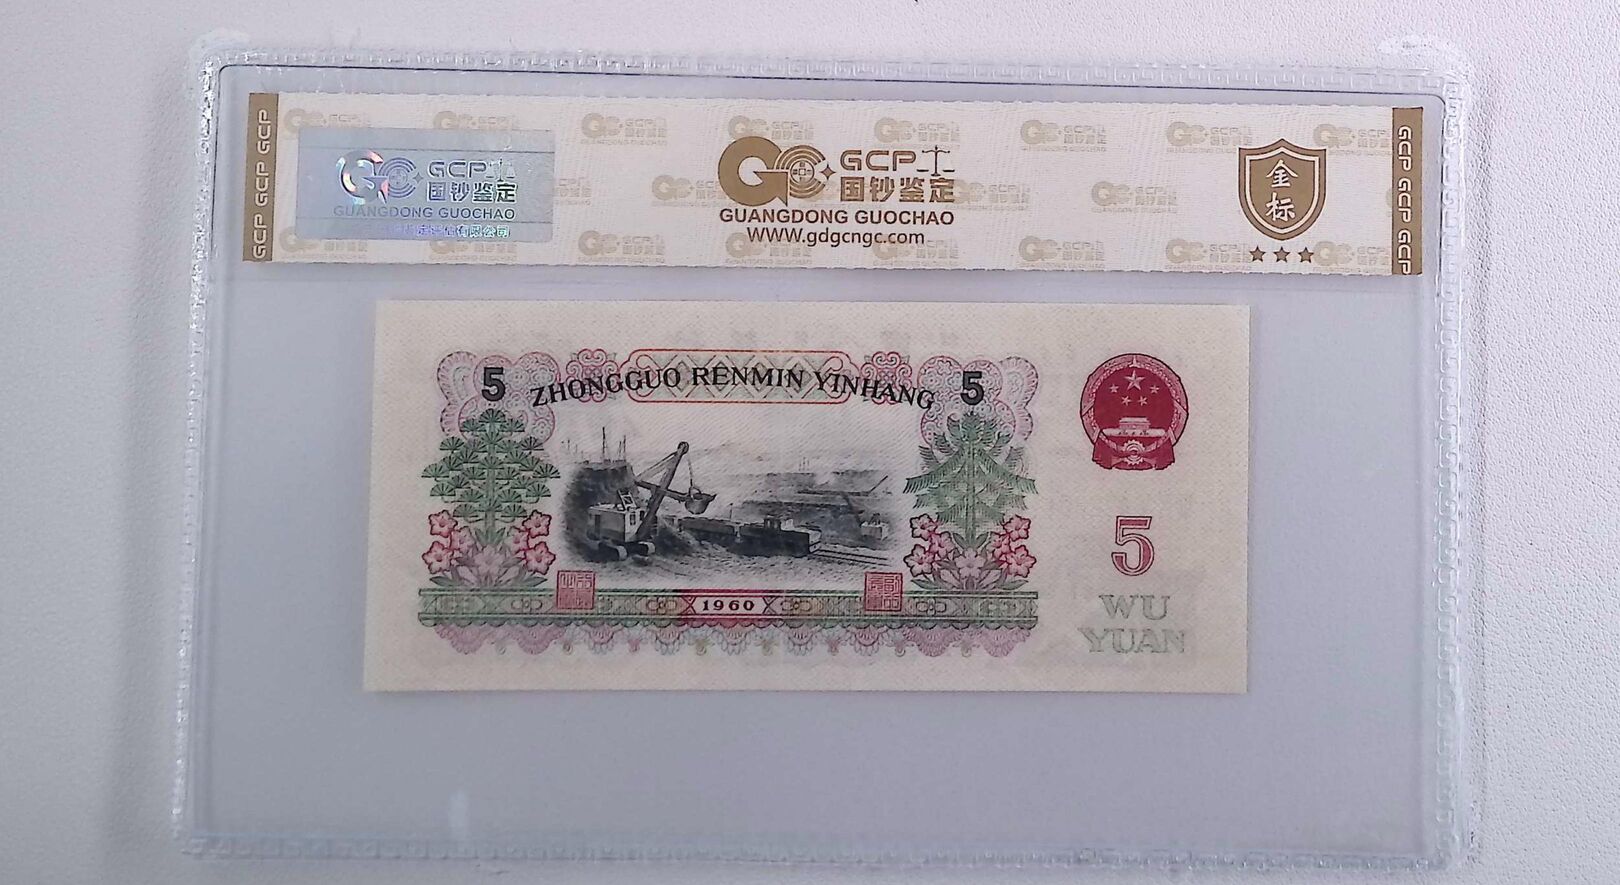 GCP GCP GCP
GCP
国钞鉴定
GUANGDONG GUOCHAO
GCP
国钞鉴定
GUANGDONG GUOCHAO
www.gdgcngc.com
金
标
GCP GCP GCP
5 ZHONGGUO RENMIN YINHANG 5
1960
5
WU
YUAN